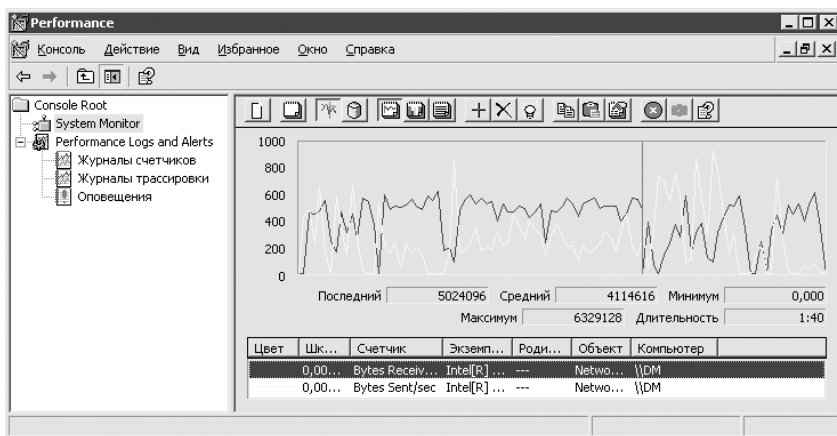 Performance
Консоль Действие Вид Избранное Окно Справка
Console Root
System Monitor
Performance Logs and Alerts
Журналы счетчиков
Журналы трассировки
Оповещения
1000
800
600
400
200
0
Последний 5024096 Средний 4114616 Минимум 0,000
Максимум 6329128 Длительность 1:40
Цвет Шк... Счетчик Экземп... Роди... Объект Компьютер
0,00... Bytes Receiv... Intel[R] ... --- Netwo... \\DM
0,00... Bytes Sent/sec Intel[R] ... --- Netwo... \\DM